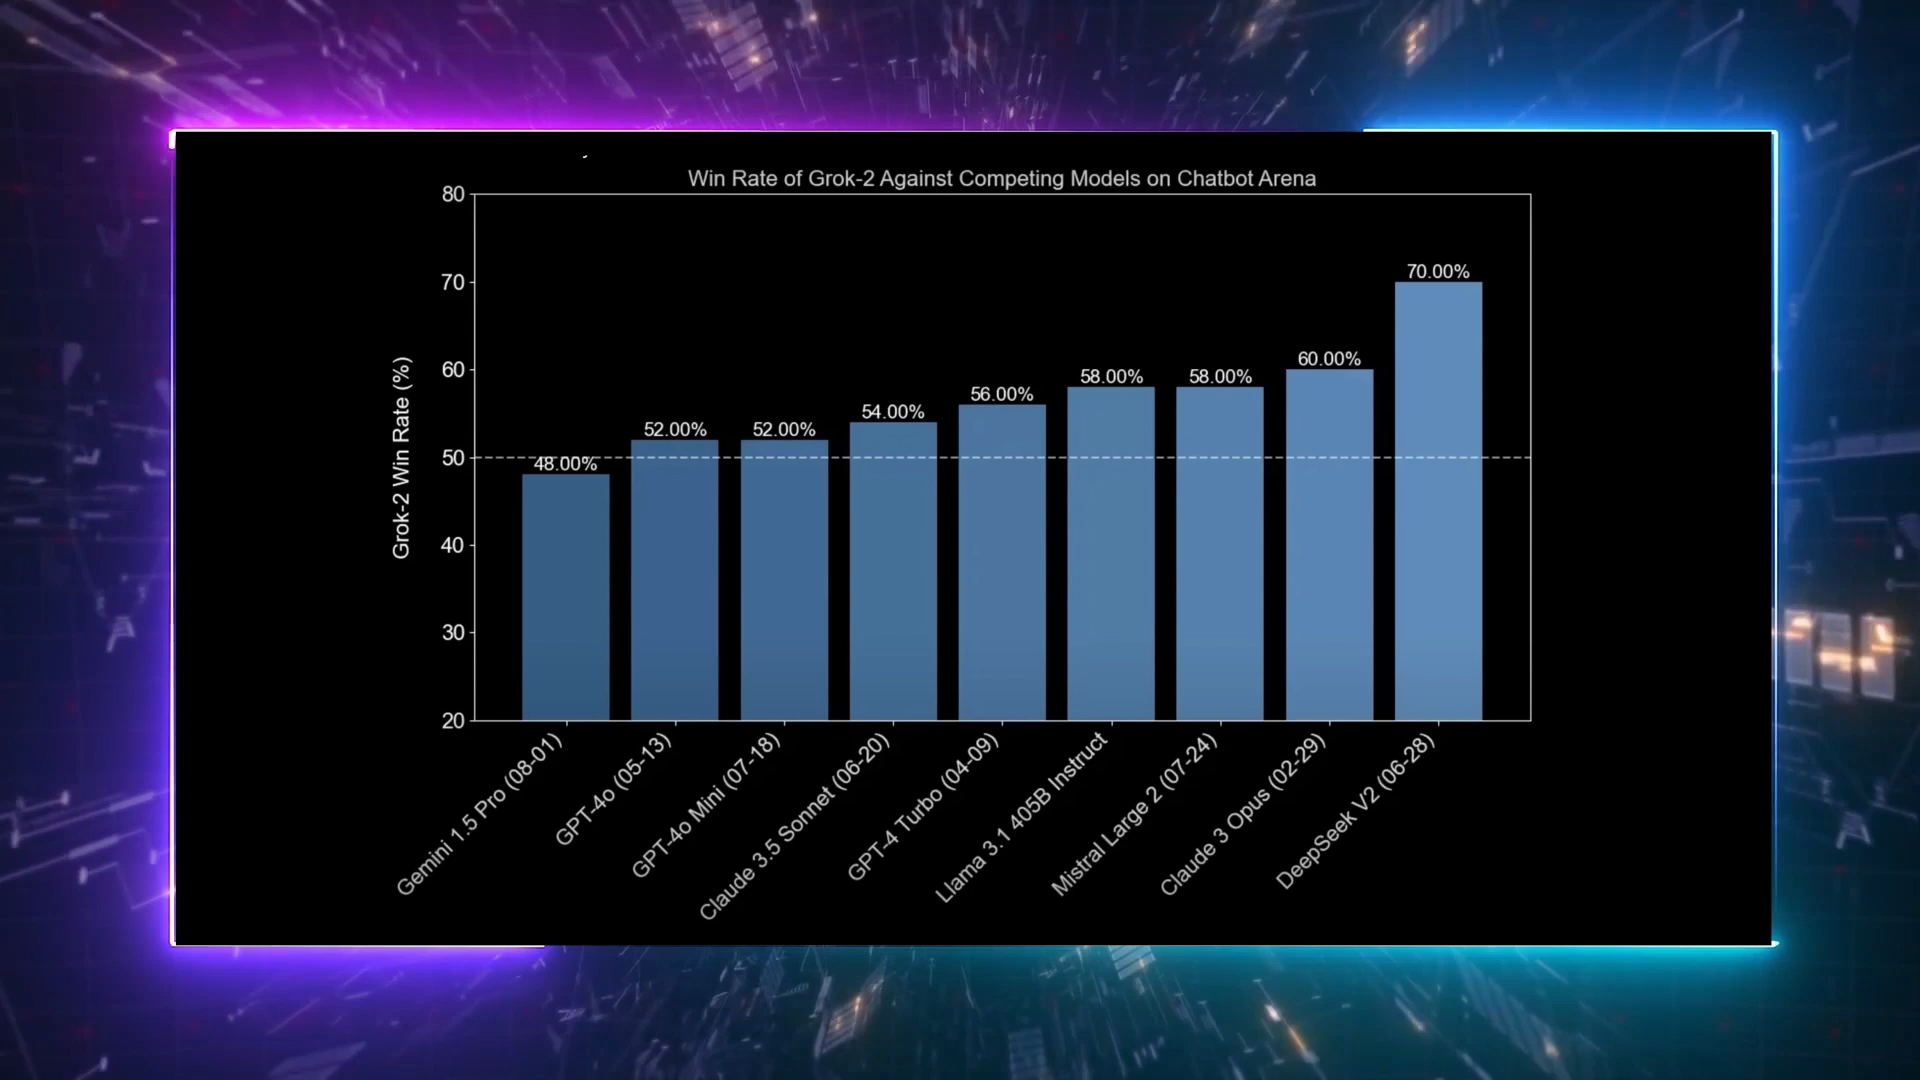 Win Rate of Grok-2 Against Competing Models on Chatbot Arena
Grok-2 Win Rate (%)
80
70
60
50
40
30
20
48.00%
52.00%
52.00%
54.00%
56.00%
58.00%
58.00%
60.00%
70.00%
Gemini 1.5 Pro (08-01)
GPT-4o (05-13)
GPT-4o Mini (07-18)
Claude 3.5 Sonnet (06-20)
GPT-4 Turbo (04-09)
Llama 3.1 405B Instruct
Mistral Large 2 (07-24)
Claude 3 Opus (02-29)
DeepSeek V2 (06-28)